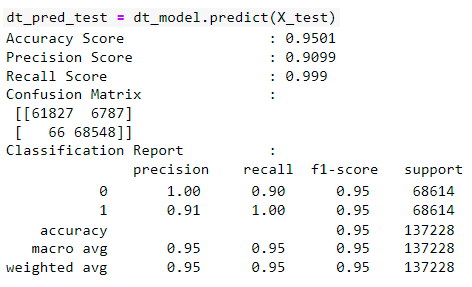 dt_pred_test = dt_model.predict(X_test)
Accuracy Score : 0.9501
Precision Score : 0.9099
Recall Score : 0.999
Confusion Matrix :
[[61827 6787]
[ 66 68548]]
Classification Report :
precision recall f1-score support
0 1.00 0.90 0.95 68614
1 0.91 1.00 0.95 68614
accuracy 0.95 137228
macro avg 0.95 0.95 0.95 137228
weighted avg 0.95 0.95 0.95 137228